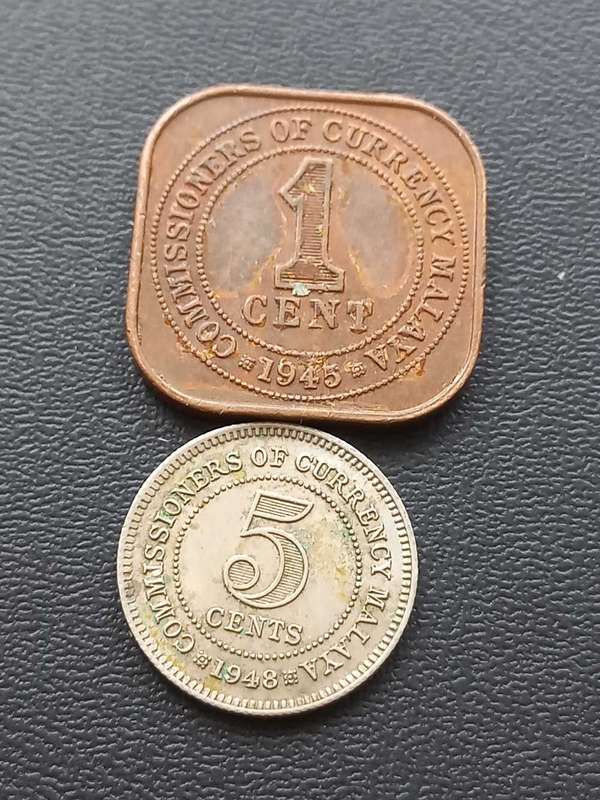 COMMISSIONERS OF CURRENCY MALAYA
1
CENT
1945
COMMISSIONERS OF CURRENCY MALAYA
5
CENTS
1948